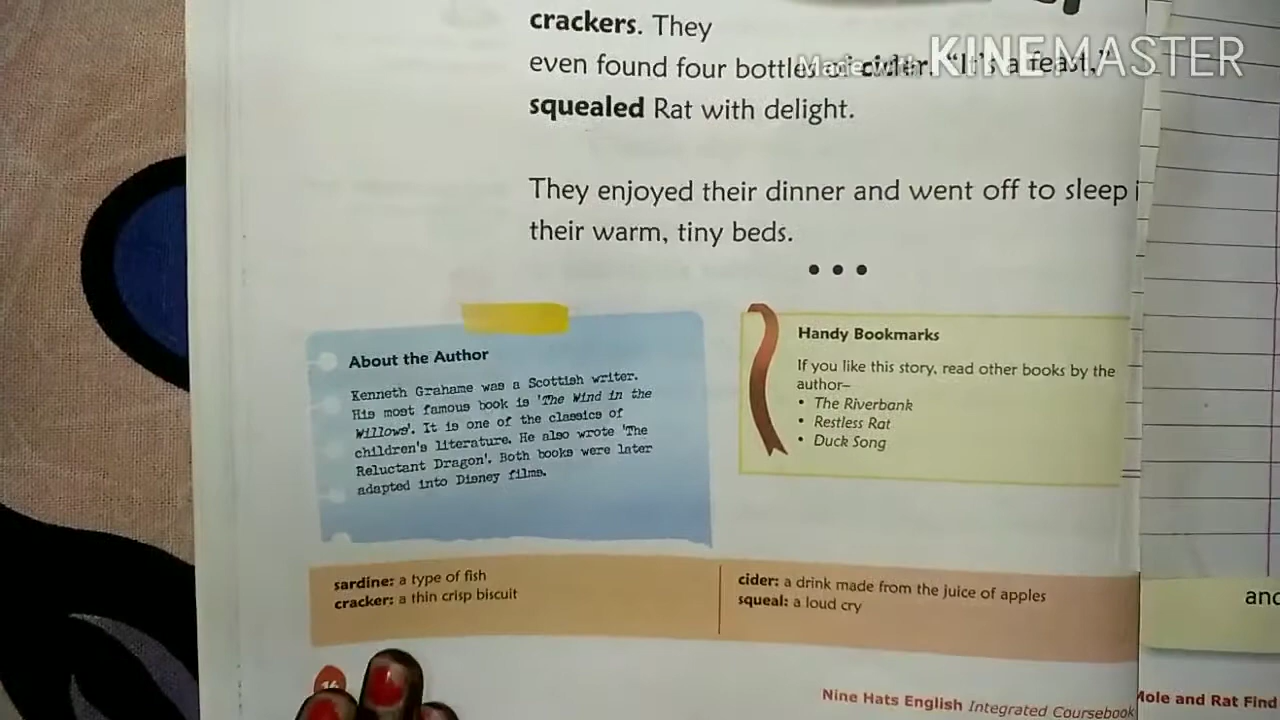 crackers. They
even found four bottles of cider. "It's a feast,"
squealed Rat with delight.
They enjoyed their dinner and went off to sleep i
their warm, tiny beds.
About the Author
Kenneth Grahame was a Scottish writer.
His most famous book is 'The Wind in the
Willows'. It is one of the classics of
children's literature. He also wrote 'The
Reluctant Dragon'. Both books were later
adapted into Disney films.
Handy Bookmarks
If you like this story, read other books by the
author–
• The Riverbank
• Restless Rat
• Duck Song
sardine: a type of fish
cracker: a thin crisp biscuit
cider: a drink made from the juice of apples
squeal: a loud cry
Nine Hats English Integrated Coursebook
and
Mole and Rat Find
KINEMASTER